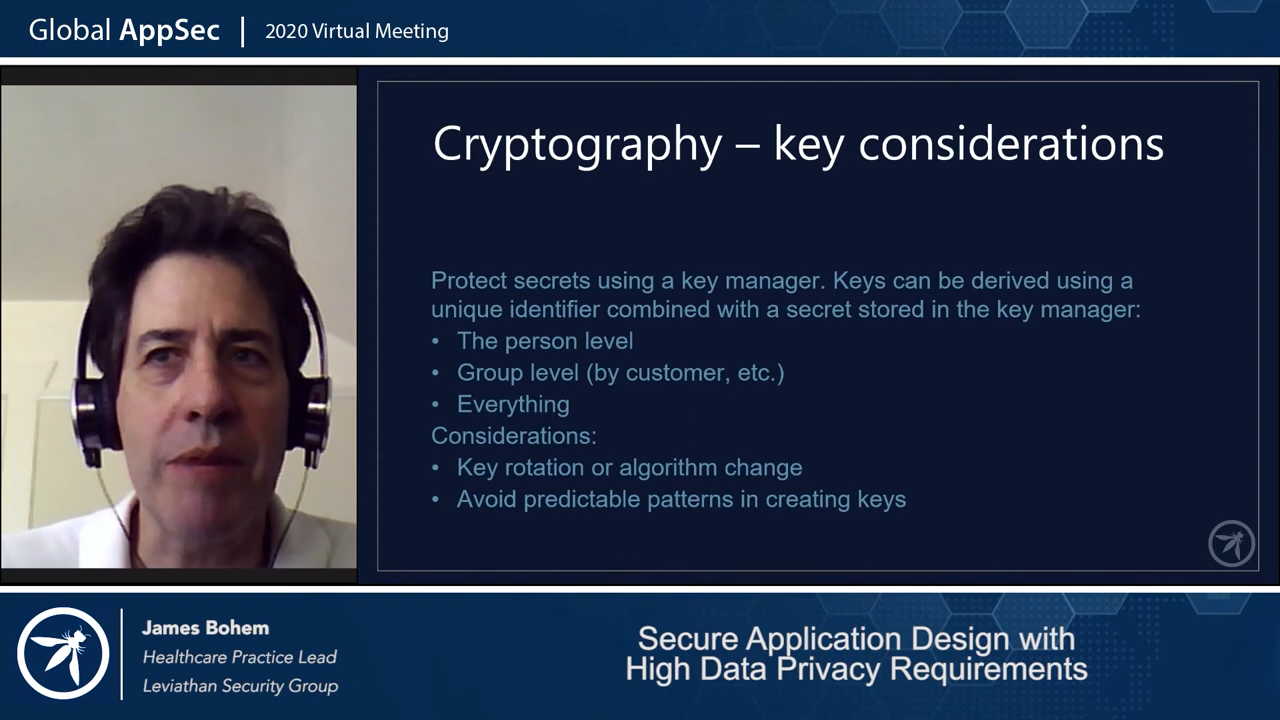 Global AppSec | 2020 Virtual Meeting
Cryptography – key considerations
Protect secrets using a key manager. Keys can be derived using a
unique identifier combined with a secret stored in the key manager:
• The person level
• Group level (by customer, etc.)
• Everything
Considerations:
• Key rotation or algorithm change
• Avoid predictable patterns in creating keys
James Bohem
Healthcare Practice Lead
Leviathan Security Group
Secure Application Design with
High Data Privacy Requirements